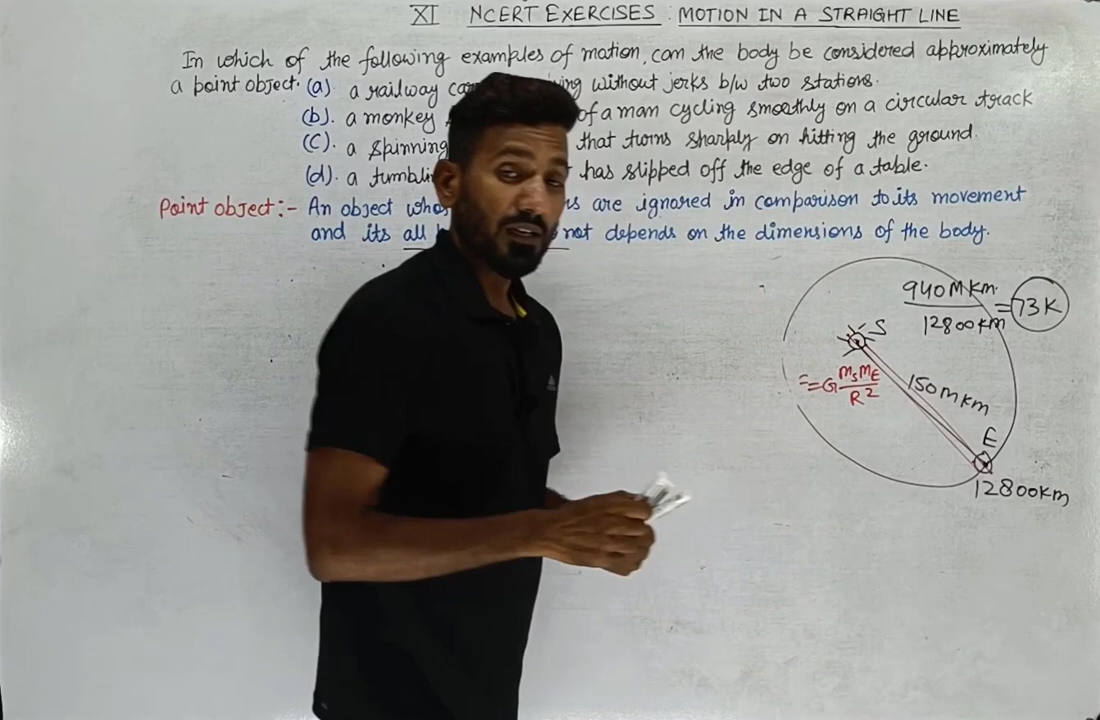 XI NCERT EXERCISES : MOTION IN A STRAIGHT LINE
In which of the following examples of motion, can the body be considered approximately
a point object. (a). a railway ing without jerks b/w two stations.
(b). a monkey of a man cycling smoothly on a circular track
(c). a spinning that turns sharply on hitting the ground.
(d). a has slipped off the edge of a table.
Point object:- An object are ignored in comparison to its movement
and its all not depends on the dimensions of the body.
940 M Km.
12800 Km = 73K
S
= G MsME
R²
150 M Km
E
12800 Km